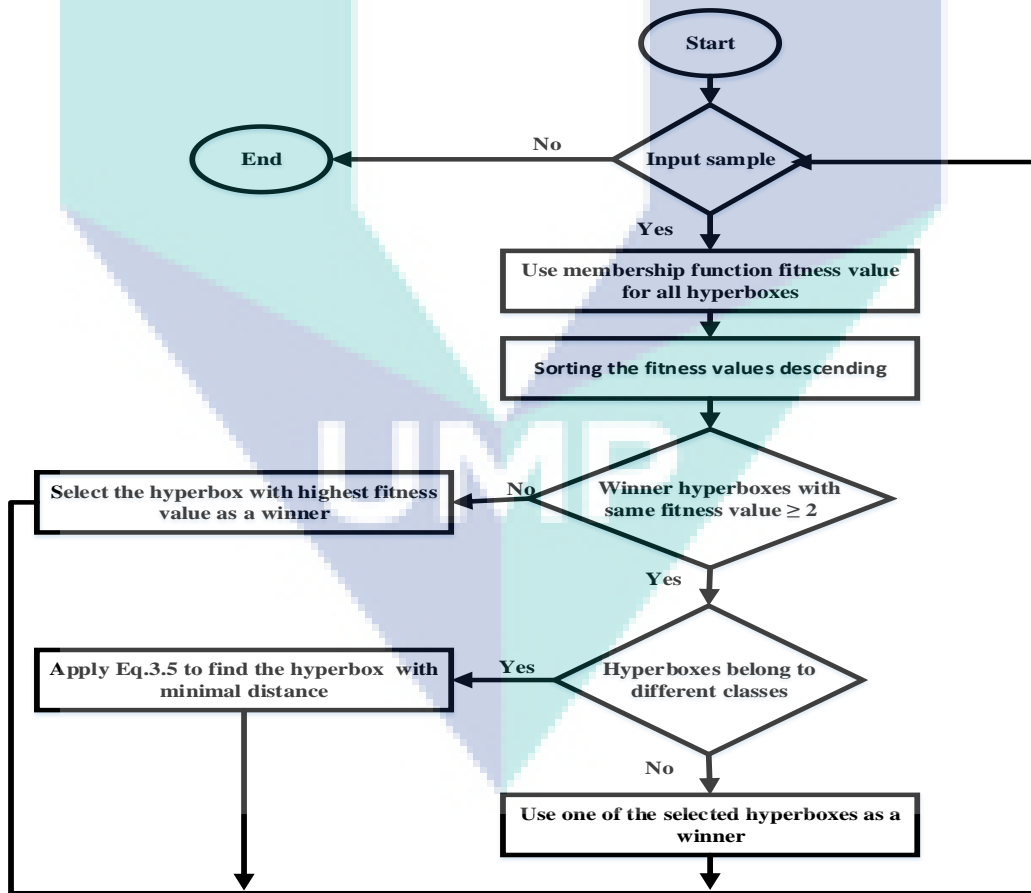 Start
Input sample
No
End
Yes
Use membership function fitness value
for all hyperboxes
Sorting the fitness values descending
UMP
Winner hyperboxes with
same fitness value ≥ 2
No
Select the hyperbox with highest fitness
value as a winner
Yes
Hyperboxes belong to
different classes
Yes
Apply Eq.3.5 to find the hyperbox with
minimal distance
No
Use one of the selected hyperboxes as a
winner